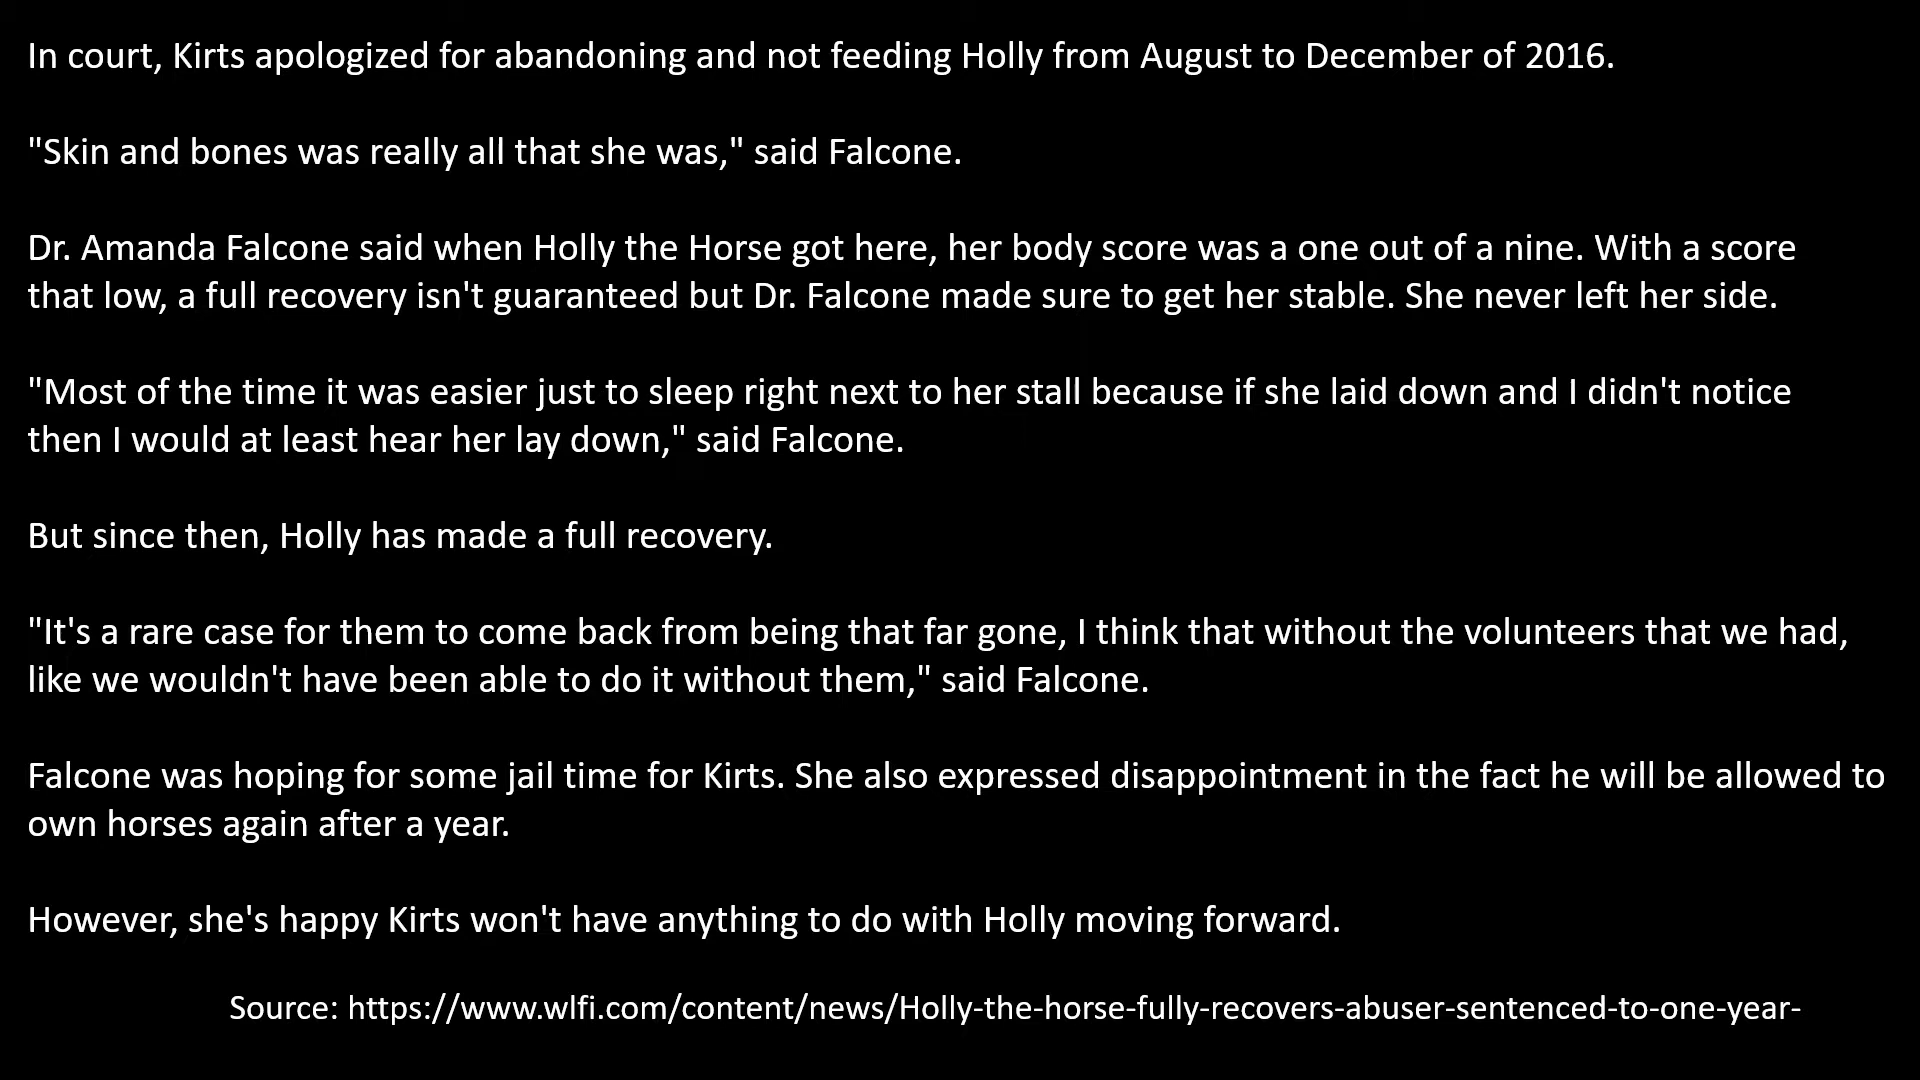 In court, Kirts apologized for abandoning and not feeding Holly from August to December of 2016.
"Skin and bones was really all that she was," said Falcone.
Dr. Amanda Falcone said when Holly the Horse got here, her body score was a one out of a nine. With a score
that low, a full recovery isn't guaranteed but Dr. Falcone made sure to get her stable. She never left her side.
"Most of the time it was easier just to sleep right next to her stall because if she laid down and I didn't notice
then I would at least hear her lay down," said Falcone.
But since then, Holly has made a full recovery.
"It's a rare case for them to come back from being that far gone, I think that without the volunteers that we had,
like we wouldn't have been able to do it without them," said Falcone.
Falcone was hoping for some jail time for Kirts. She also expressed disappointment in the fact he will be allowed to
own horses again after a year.
However, she's happy Kirts won't have anything to do with Holly moving forward.
Source: https://www.wlfi.com/content/news/Holly-the-horse-fully-recovers-abuser-sentenced-to-one-year-